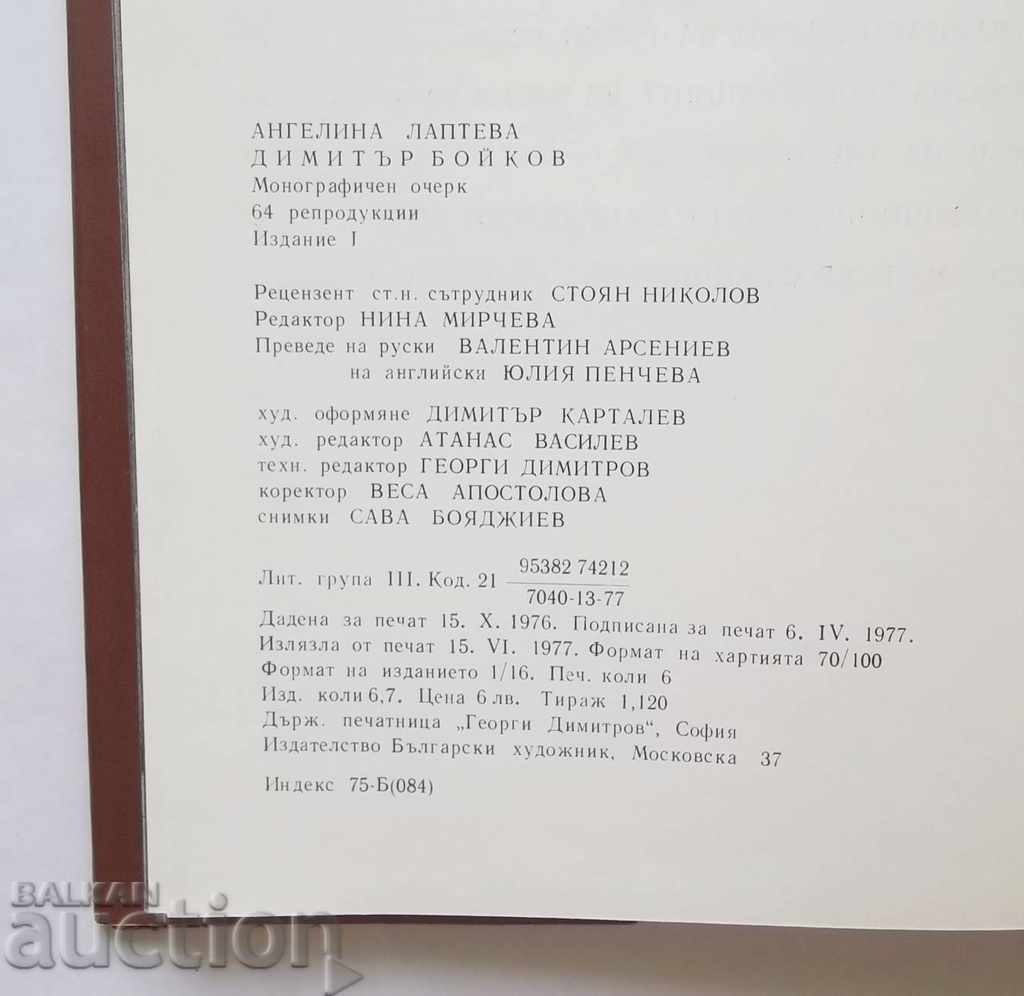 АНГЕЛИНА ЛАПТЕВА
ДИМИТЪР БОЙКОВ
Монографичен очерк
64 репродукции
Издание I
Рецензент ст.н. сътрудник СТОЯН НИКОЛОВ
Редактор НИНА МИРЧЕВА
Преведе на руски ВАЛЕНТИН АРСЕНИЕВ
на английски ЮЛИЯ ПЕНЧЕВА
худ. оформяне ДИМИТЪР КАРТАЛЕВ
худ. редактор АТАНАС ВАСИЛЕВ
техн. редактор ГЕОРГИ ДИМИТРОВ
коректор ВЕСА АПОСТОЛОВА
снимки САВА БОЯДЖИЕВ
Лит. група III. Код. 21 95382 74212
7040-13-77
Дадена за печат 15. X. 1976. Подписана за печат 6. IV. 1977.
Излязла от печат 15. VI. 1977. Формат на хартията 70/100
Формат на изданието 1/16. Печ. коли 6
Изд. коли 6,7. Цена 6 лв. Тираж 1,120
Държ. печатница „Георги Димитров“, София
Издателство Български художник, Московска 37
Индекс 75-Б(084)
BALKAN
auction